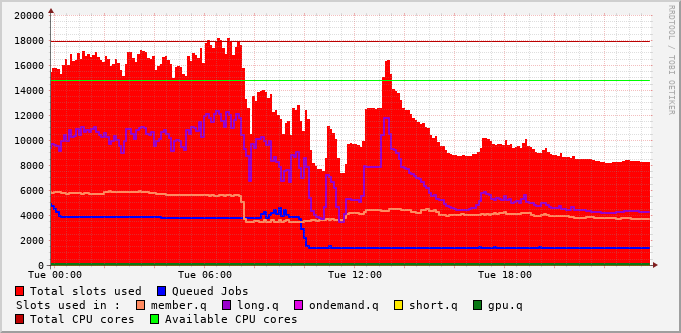 20000
18000
16000
14000
12000
10000
8000
6000
4000
2000
0
Tue 00:00 Tue 06:00 Tue 12:00 Tue 18:00
RRDTOOL / TOBI OETIKER
Total slots used Queued Jobs
Slots used in : member.q long.q ondemand.q short.q gpu.q
Total CPU cores Available CPU cores